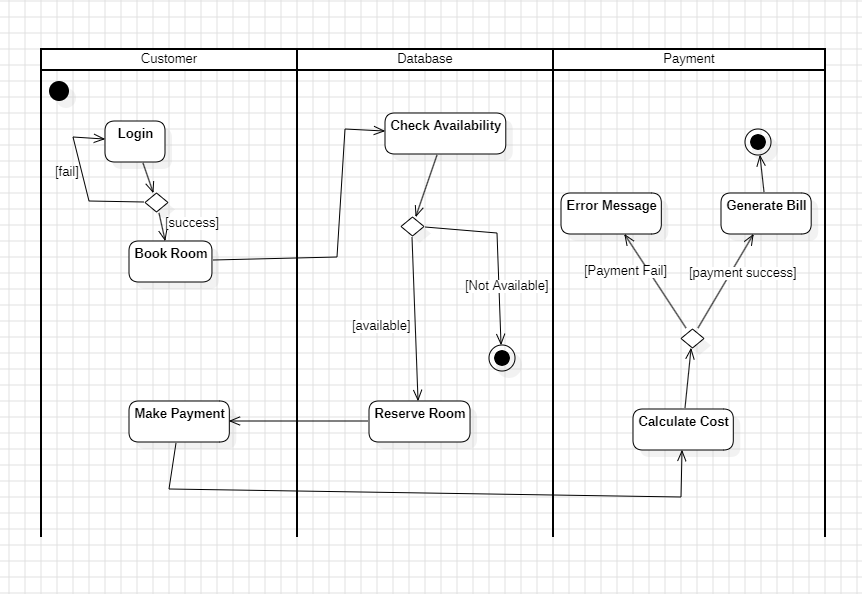 Customer
Database
Payment
Login
[fail]
[success]
Book Room
Make Payment
Check Availability
[Not Available]
[available]
Reserve Room
Error Message
Generate Bill
[Payment Fail]
[payment success]
Calculate Cost